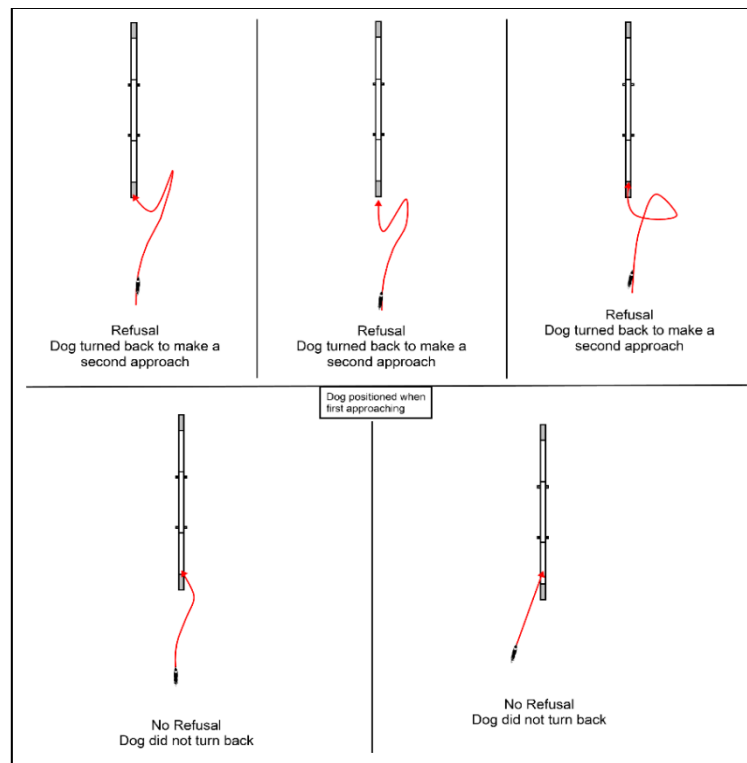 Refusal
Dog turned back to make a
second approach
Refusal
Dog turned back to make a
second approach
Refusal
Dog turned back to make a
second approach
Dog positioned when
first approaching
No Refusal
Dog did not turn back
No Refusal
Dog did not turn back